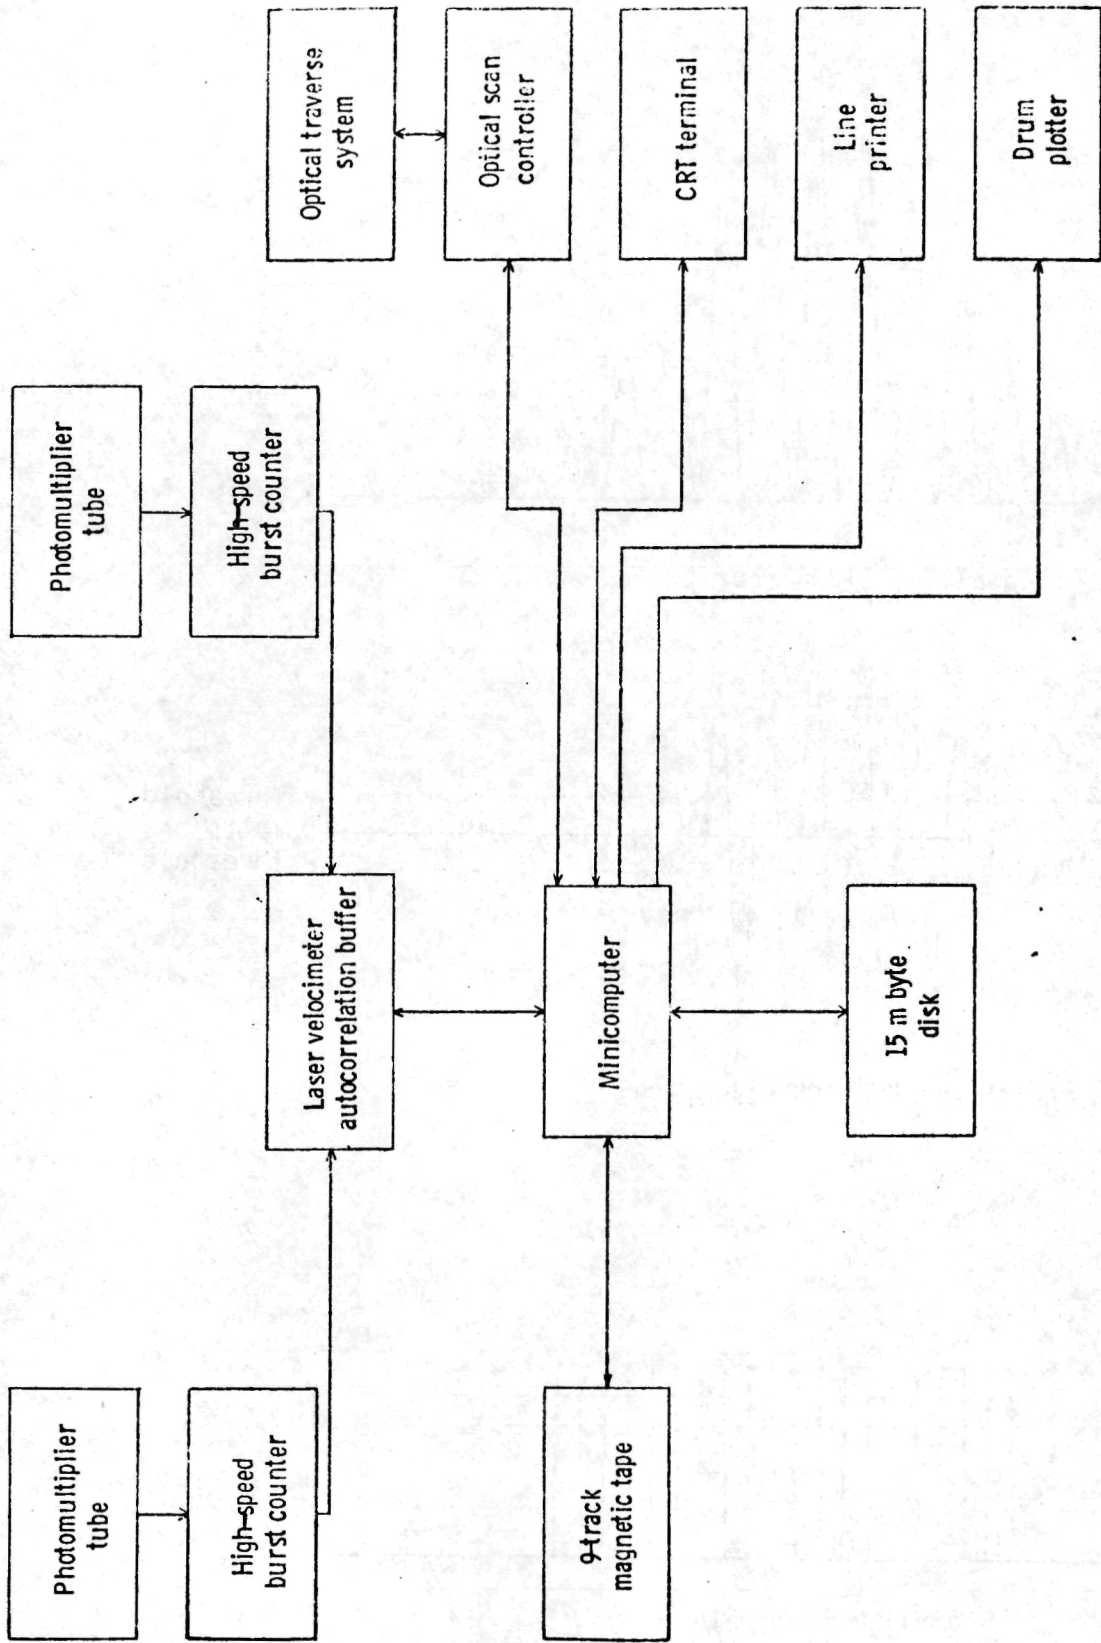 Photomultiplier
tube
High-speed
burst counter
Photomultiplier
tube
High-speed
burst counter
Laser velocimeter
autocorrelation buffer
Optical traverse
system
Optical scan
controller
9-track
magnetic tape
Minicomputer
CRT terminal
Line
printer
15 m byte
disk
Drum
plotter